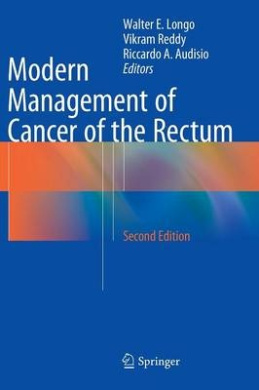 Walter E. Longo
Vikram Reddy
Riccardo A. Audisio
Editors
Modern
Management of
Cancer of the Rectum
Second Edition
Springer